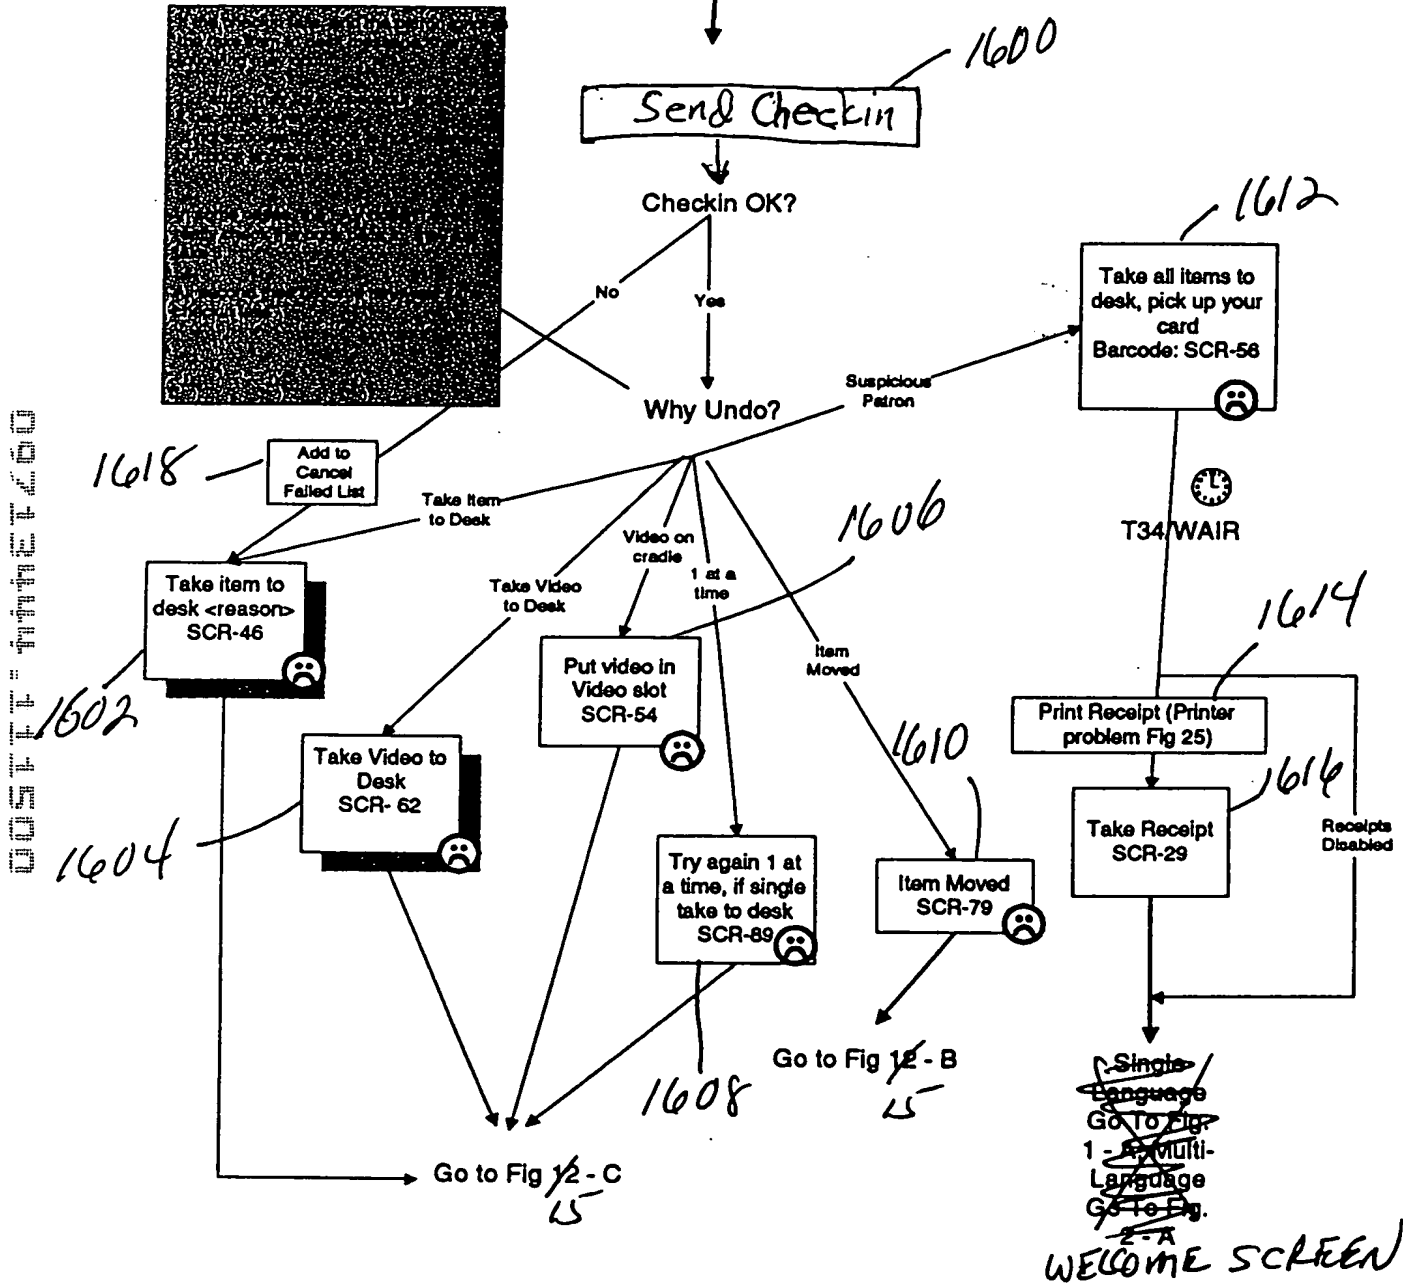 1600
Send Checkin
Checkin OK?
1612
No
Yes
Take all items to
desk, pick up your
card
Barcode: SCR-56
Suspicious
Patron
Why Undo?
1618
Add to
Cancel
Failed List
Take Item
to Desk
1606
Video on
cradle
T34/WAIR
1 at a
time
Take Video
to Desk
Take item to
desk <reason>
SCR-46
1602
1614
Item
Moved
Put video in
Video slot
SCR-54
Print Receipt (Printer
problem Fig 25)
1610
Take Video to
Desk
SCR- 62
1604
1616
Take Receipt
SCR-29
Receipts
Disabled
Try again 1 at
a time, if single
take to desk
SCR-89
Item Moved
SCR-79
1608
Go to Fig 12 - B
15
Go to Fig 12 - C
15
Single
Language
Go To Fig.
1 - A, Multi-
Language
Go To Fig.
2 - A
WELCOME SCREEN